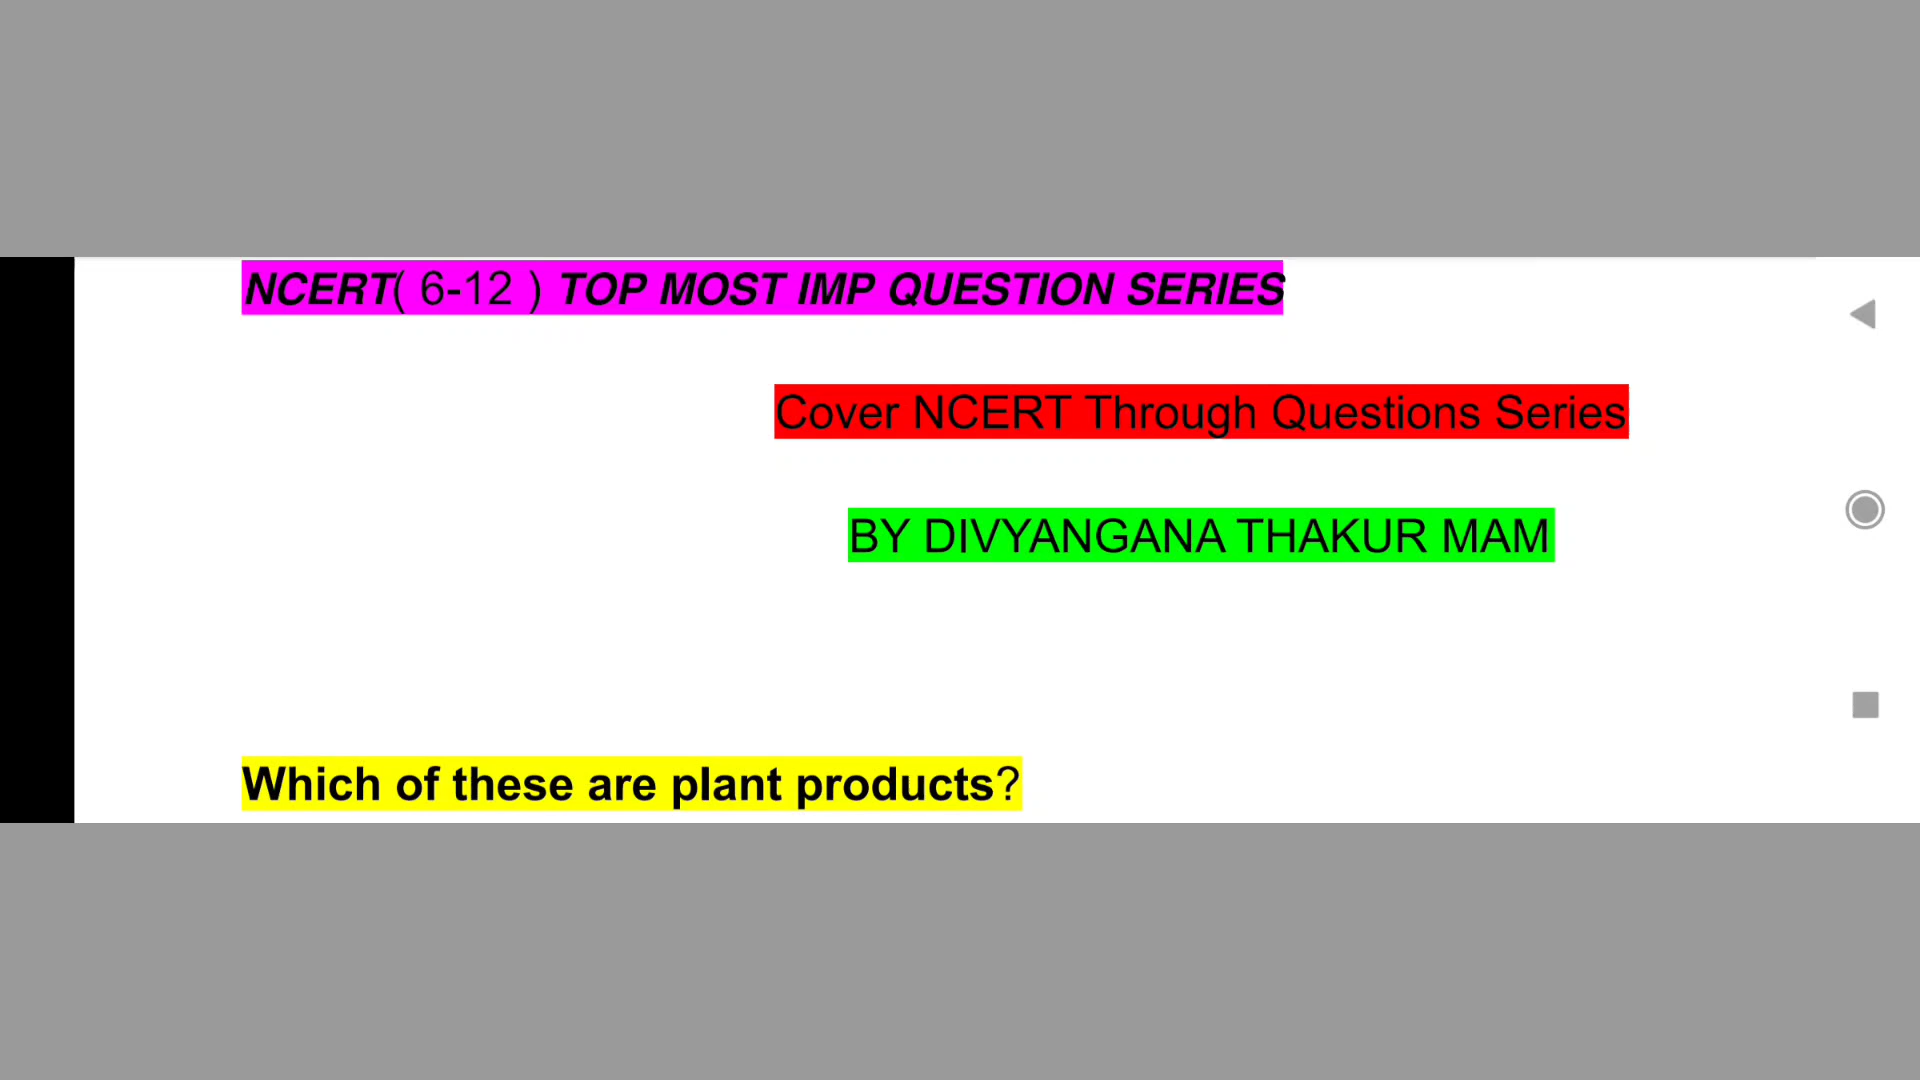 NCERT( 6-12 ) TOP MOST IMP QUESTION SERIES
Cover NCERT Through Questions Series
BY DIVYANGANA THAKUR MAM
Which of these are plant products?